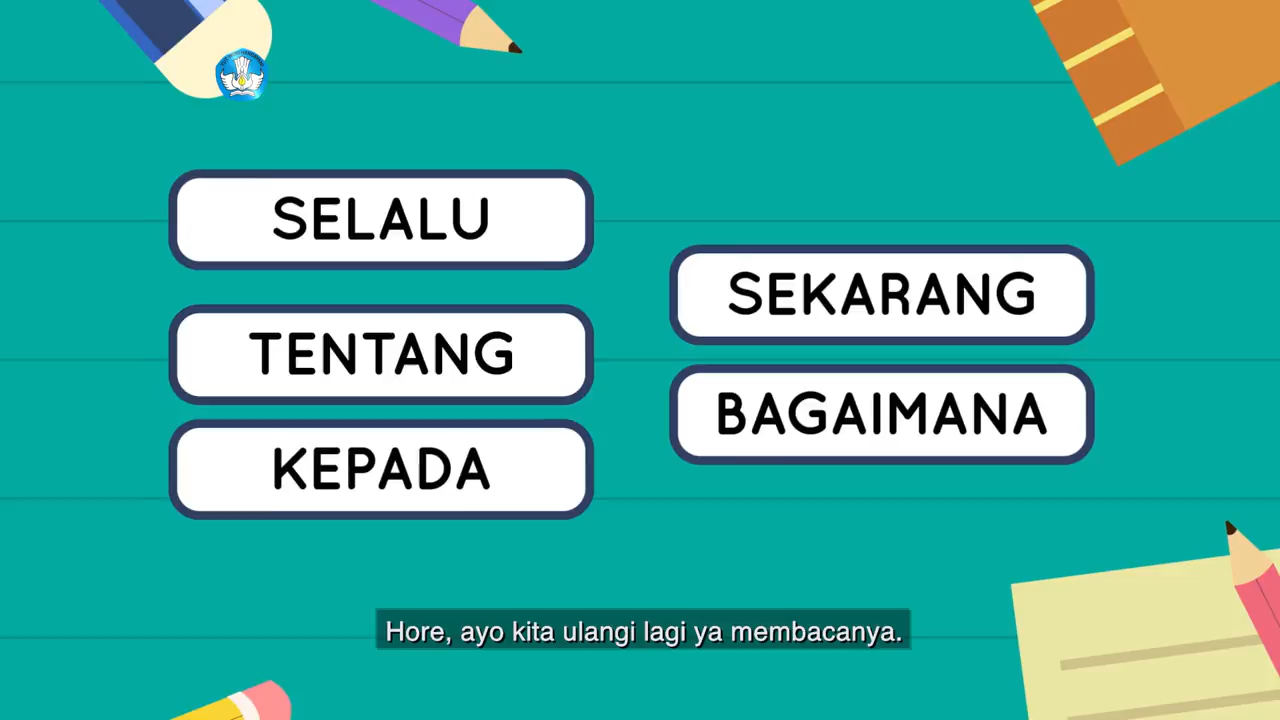 SELALU
TENTANG
KEPADA
SEKARANG
BAGAIMANA
Hore, ayo kita ulangi lagi ya membacanya.